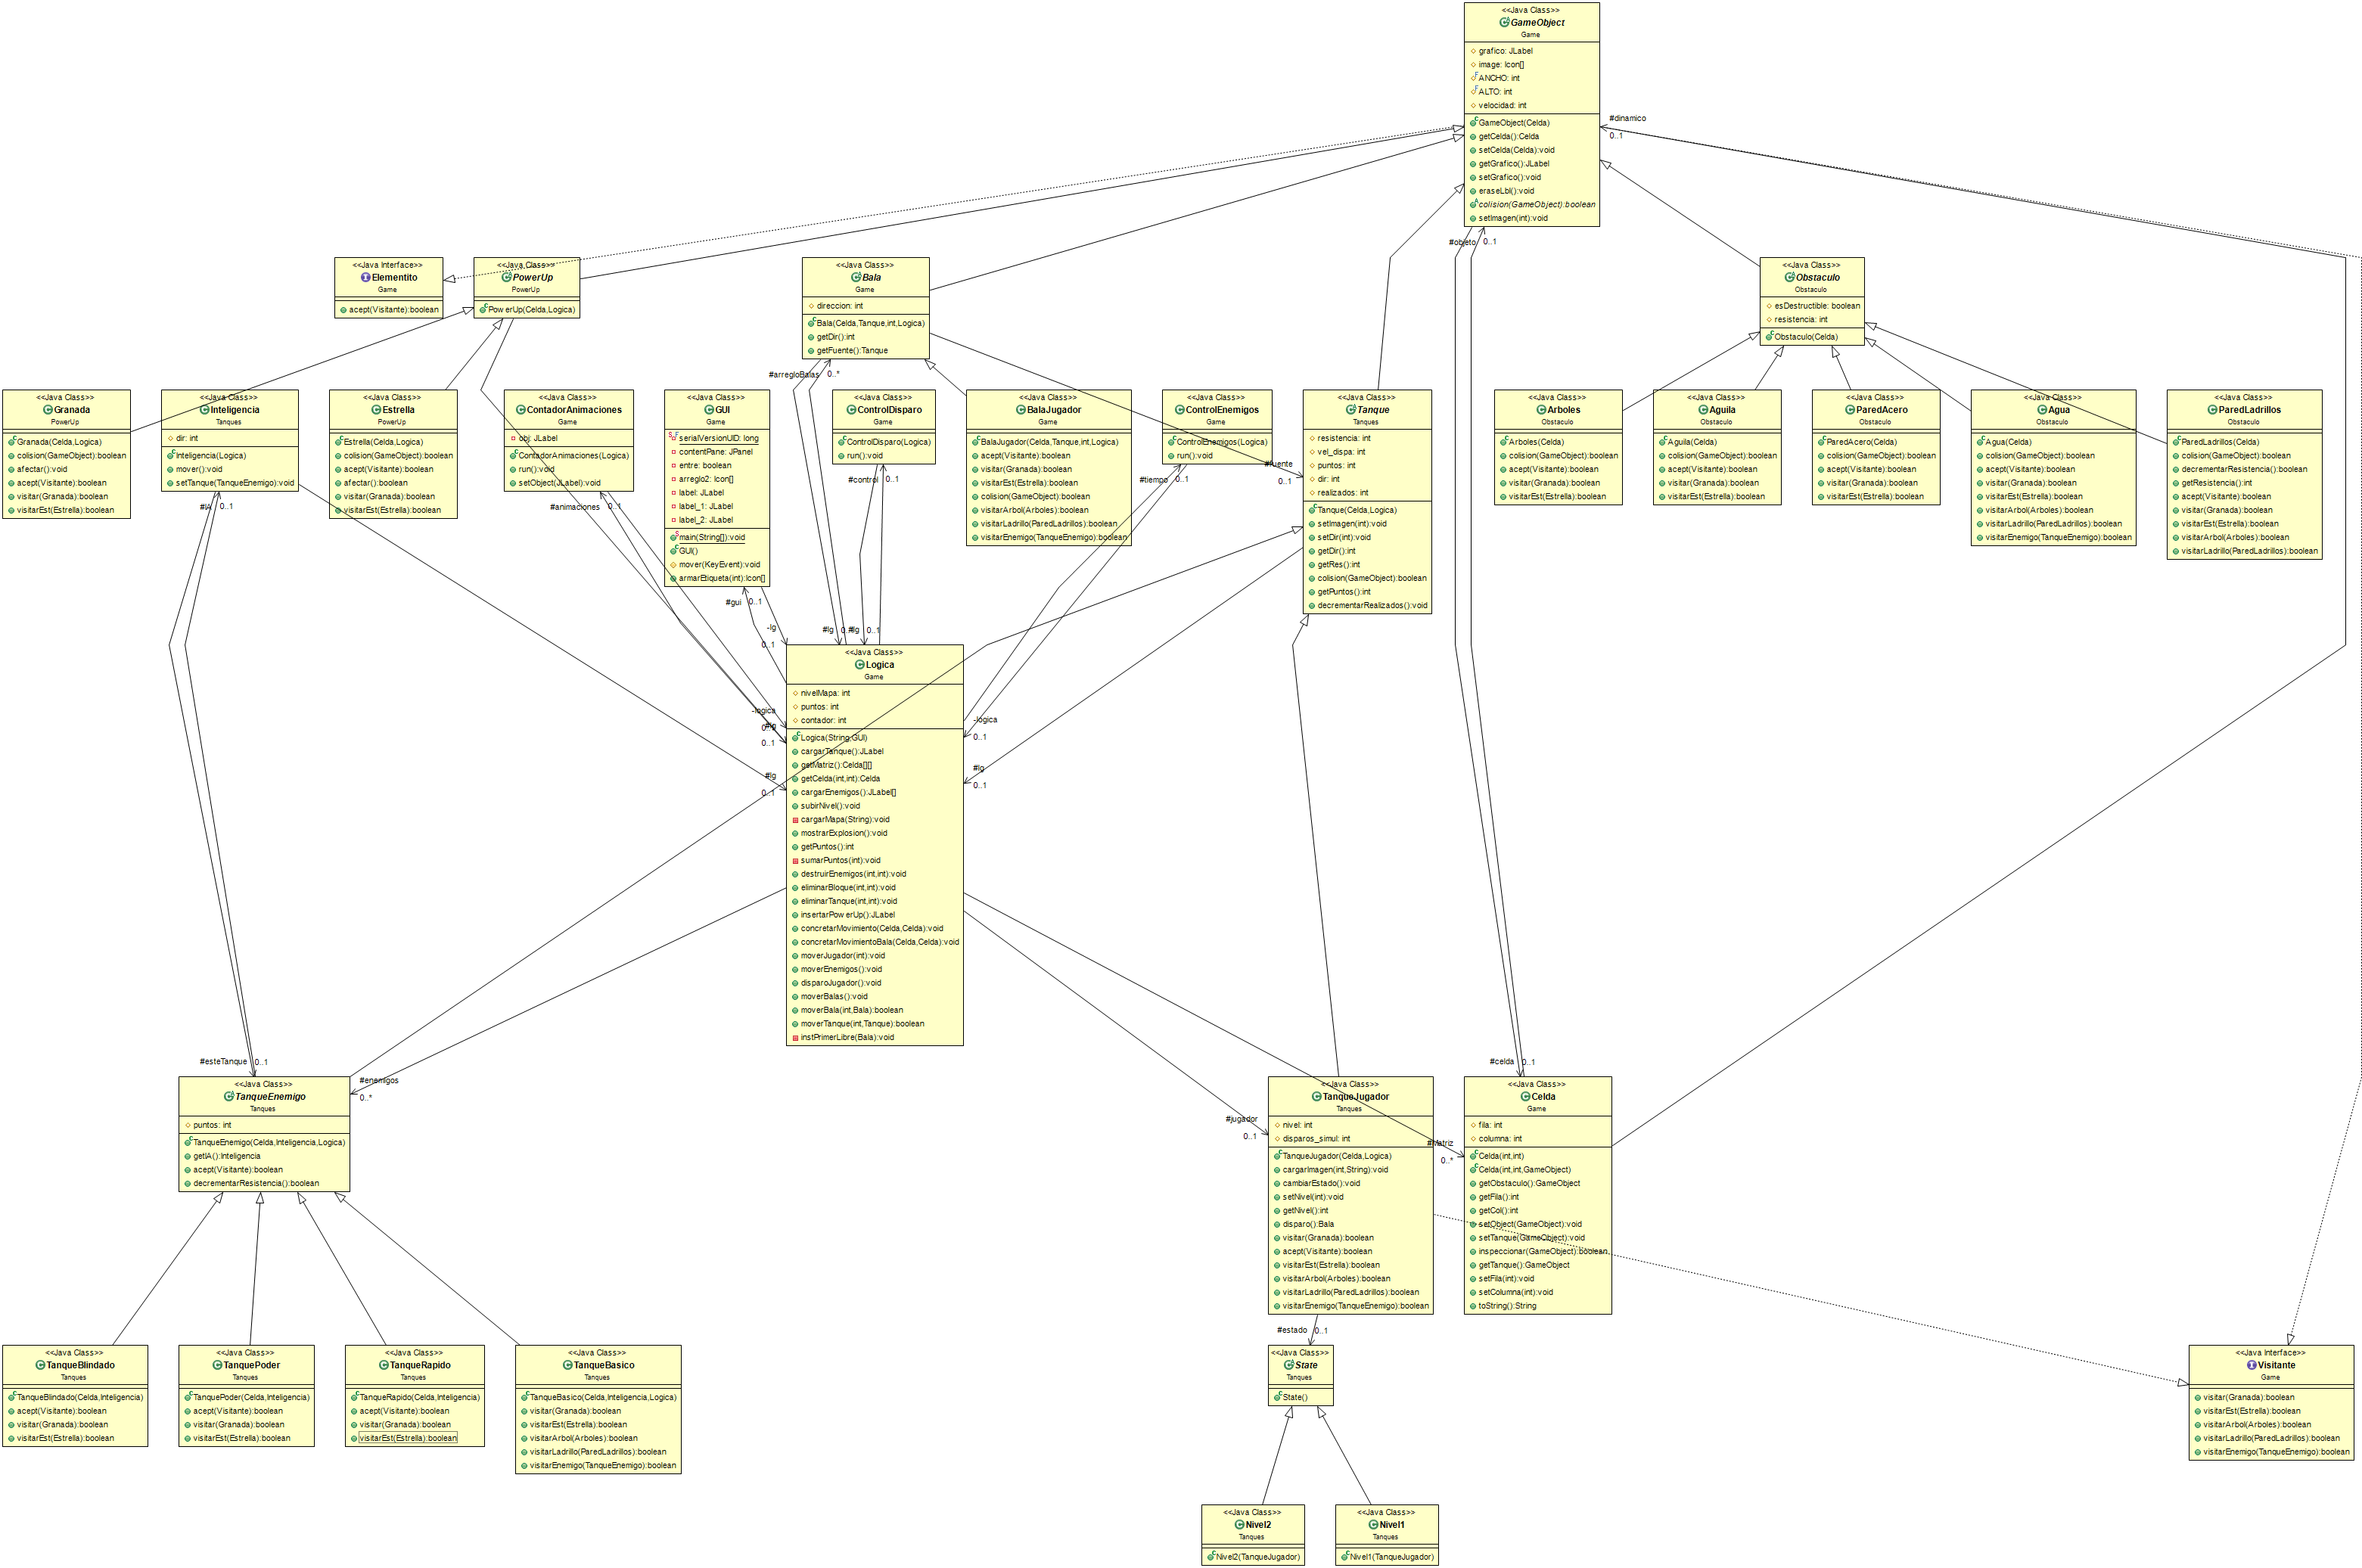 <<Java Class>>
GameObject
Game
grafico: JLabel
image: Icon[]
ANCHO: int
ALTO: int
velocidad: int
GameObject(Celda)
getCelda():Celda
setCelda(Celda):void
getGrafico():JLabel
setGrafico():void
eraseLbl():void
colision(GameObject):boolean
setImagen(int):void
#dinamico
0..1
#objeto
0..1
<<Java Interface>>
Elementito
Game
acept(Visitante):boolean
<<Java Class>>
PowerUp
PowerUp
PowerUp(Celda,Logica)
<<Java Class>>
Bala
Game
direccion: int
Bala(Celda,Tanque,int,Logica)
getDir():int
getFuente():Tanque
<<Java Class>>
Obstaculo
Obstaculo
esDestructible: boolean
resistencia: int
Obstaculo(Celda)
#arregloBalas
0..*
<<Java Class>>
Granada
PowerUp
Granada(Celda,Logica)
colision(GameObject):boolean
afectar():void
acept(Visitante):boolean
visitar(Granada):boolean
visitarEst(Estrella):boolean
<<Java Class>>
Inteligencia
Tanques
dir: int
Inteligencia(Logica)
mover():void
setTanque(TanqueEnemigo):void
#IA
0..1
<<Java Class>>
Estrella
PowerUp
Estrella(Celda,Logica)
colision(GameObject):boolean
acept(Visitante):boolean
afectar():boolean
visitar(Granada):boolean
visitarEst(Estrella):boolean
<<Java Class>>
ContadorAnimaciones
Game
obj: JLabel
ContadorAnimaciones(Logica)
run():void
setObject(JLabel):void
#animaciones
0..1
<<Java Class>>
GUI
Game
serialVersionUID: long
contentPane: JPanel
entre: boolean
arreglo2: Icon[]
label: JLabel
label_1: JLabel
label_2: JLabel
main(String[]):void
GUI()
mover(KeyEvent):void
armarEtiqueta(int):Icon[]
#gui
0..1
<<Java Class>>
ControlDisparo
Game
ControlDisparo(Logica)
run():void
#control
0..1
<<Java Class>>
BalaJugador
Game
BalaJugador(Celda,Tanque,int,Logica)
acept(Visitante):boolean
visitar(Granada):boolean
visitarEst(Estrella):boolean
colision(GameObject):boolean
visitarArbol(Arboles):boolean
visitarLadrillo(ParedLadrillos):boolean
visitarEnemigo(TanqueEnemigo):boolean
<<Java Class>>
ControlEnemigos
Game
ControlEnemigos(Logica)
run():void
#tiempo
0..1
<<Java Class>>
Tanque
Tanques
resistencia: int
vel_dispa: int
puntos: int
dir: int
realizados: int
Tanque(Celda,Logica)
setImagen(int):void
setDir(int):void
getDir():int
getRes():int
colision(GameObject):boolean
getPuntos():int
decrementarRealizados():void
#fuente
0..1
<<Java Class>>
Arboles
Obstaculo
Arboles(Celda)
colision(GameObject):boolean
acept(Visitante):boolean
visitar(Granada):boolean
visitarEst(Estrella):boolean
<<Java Class>>
Aguila
Obstaculo
Aguila(Celda)
colision(GameObject):boolean
acept(Visitante):boolean
visitar(Granada):boolean
visitarEst(Estrella):boolean
<<Java Class>>
ParedAcero
Obstaculo
ParedAcero(Celda)
colision(GameObject):boolean
acept(Visitante):boolean
visitar(Granada):boolean
visitarEst(Estrella):boolean
<<Java Class>>
Agua
Obstaculo
Agua(Celda)
colision(GameObject):boolean
acept(Visitante):boolean
visitar(Granada):boolean
visitarEst(Estrella):boolean
visitarArbol(Arboles):boolean
visitarLadrillo(ParedLadrillos):boolean
visitarEnemigo(TanqueEnemigo):boolean
<<Java Class>>
ParedLadrillos
Obstaculo
ParedLadrillos(Celda)
colision(GameObject):boolean
decrementarResistencia():boolean
getResistencia():int
acept(Visitante):boolean
visitar(Granada):boolean
visitarEst(Estrella):boolean
visitarArbol(Arboles):boolean
visitarLadrillo(ParedLadrillos):boolean
-lg
0..1
#lg
#lg
0..1
<<Java Class>>
Logica
Game
nivelMapa: int
puntos: int
contador: int
Logica(String,GUI)
cargarTanque():JLabel
getMatriz():Celda[][]
getCelda(int,int):Celda
cargarEnemigos():JLabel[]
subirNivel():void
cargarMapa(String):void
mostrarExplosion():void
getPuntos():int
sumarPuntos(int):void
destruirEnemigos(int,int):void
eliminarBloque(int,int):void
eliminarTanque(int,int):void
insertarPowerUp():JLabel
concretarMovimiento(Celda,Celda):void
concretarMovimientoBala(Celda,Celda):void
moverJugador(int):void
moverEnemigos():void
disparoJugador():void
moverBalas():void
moverBala(int,Bala):boolean
moverTanque(int,Tanque):boolean
instPrimerLibre(Bala):void
-logica
0..1
#lg
0..1
#lg
0..1
-logica
0..1
#lg
0..1
#esteTanque
0..1
#enemigos
0..*
#jugador
0..1
#Matriz
0..*
#celda
0..1
<<Java Class>>
TanqueEnemigo
Tanques
puntos: int
TanqueEnemigo(Celda,Inteligencia,Logica)
getIA():Inteligencia
acept(Visitante):boolean
decrementarResistencia():boolean
<<Java Class>>
TanqueJugador
Tanques
nivel: int
disparos_simul: int
TanqueJugador(Celda,Logica)
cargarImagen(int,String):void
cambiarEstado():void
setNivel(int):void
getNivel():int
disparo():Bala
visitar(Granada):boolean
acept(Visitante):boolean
visitarEst(Estrella):boolean
visitarArbol(Arboles):boolean
visitarLadrillo(ParedLadrillos):boolean
visitarEnemigo(TanqueEnemigo):boolean
<<Java Class>>
Celda
Game
fila: int
columna: int
Celda(int,int)
Celda(int,int,GameObject)
getObstaculo():GameObject
getFila():int
getCol():int
setObject(GameObject):void
setTanque(GameObject):void
inspeccionar(GameObject):boolean
getTanque():GameObject
setFila(int):void
setColumna(int):void
toString():String
#estado
0..1
<<Java Class>>
TanqueBlindado
Tanques
TanqueBlindado(Celda,Inteligencia)
acept(Visitante):boolean
visitar(Granada):boolean
visitarEst(Estrella):boolean
<<Java Class>>
TanquePoder
Tanques
TanquePoder(Celda,Inteligencia)
acept(Visitante):boolean
visitar(Granada):boolean
visitarEst(Estrella):boolean
<<Java Class>>
TanqueRapido
Tanques
TanqueRapido(Celda,Inteligencia)
acept(Visitante):boolean
visitar(Granada):boolean
visitarEst(Estrella):boolean
<<Java Class>>
TanqueBasico
Tanques
TanqueBasico(Celda,Inteligencia,Logica)
visitar(Granada):boolean
visitarEst(Estrella):boolean
visitarArbol(Arboles):boolean
visitarLadrillo(ParedLadrillos):boolean
visitarEnemigo(TanqueEnemigo):boolean
<<Java Class>>
State
Tanques
State()
<<Java Interface>>
Visitante
Game
visitar(Granada):boolean
visitarEst(Estrella):boolean
visitarArbol(Arboles):boolean
visitarLadrillo(ParedLadrillos):boolean
visitarEnemigo(TanqueEnemigo):boolean
<<Java Class>>
Nivel2
Tanques
Nivel2(TanqueJugador)
<<Java Class>>
Nivel1
Tanques
Nivel1(TanqueJugador)